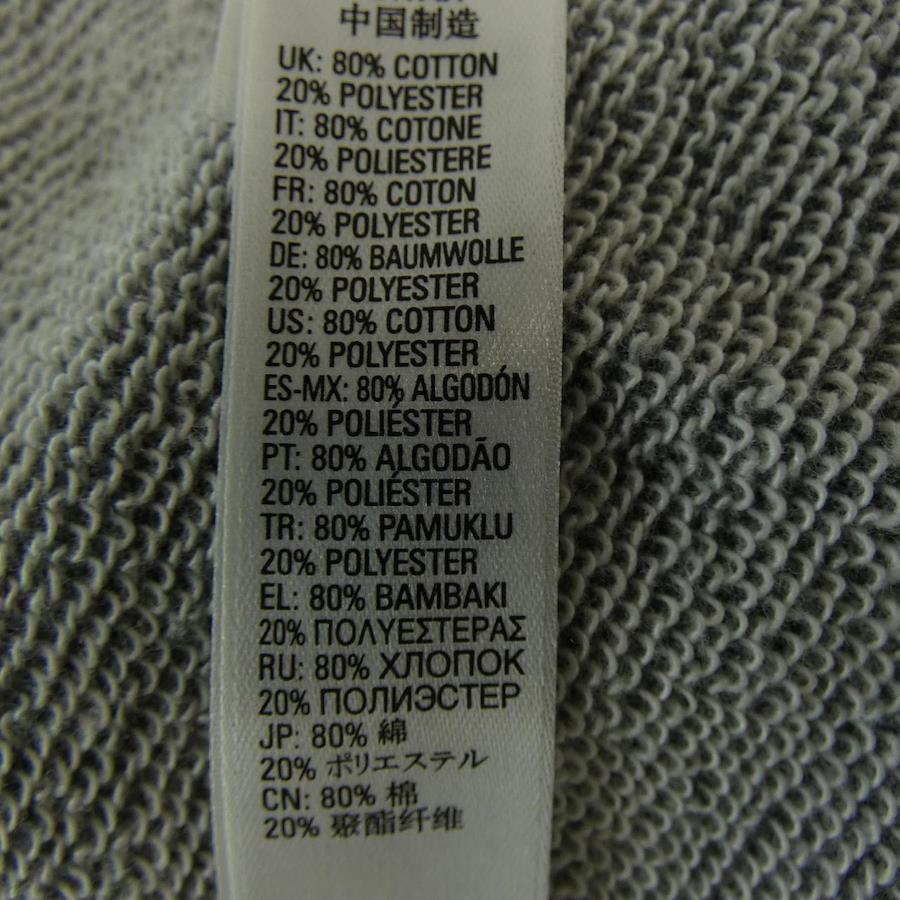 中国制造
UK: 80% COTTON
20% POLYESTER
IT: 80% COTONE
20% POLIESTERE
FR: 80% COTON
20% POLYESTER
DE: 80% BAUMWOLLE
20% POLYESTER
US: 80% COTTON
20% POLYESTER
ES-MX: 80% ALGODÓN
20% POLIÉSTER
PT: 80% ALGODÃO
20% POLIÉSTER
TR: 80% PAMUKLU
20% POLYESTER
EL: 80% ΒΑΜΒΑΚΙ
20% ΠΟΛΥΕΣΤΕΡΑΣ
RU: 80% ХЛОПОК
20% ПОЛИЭСТЕР
JP: 80% 綿
20% ポリエステル
CN: 80% 棉
20% 聚酯纤维